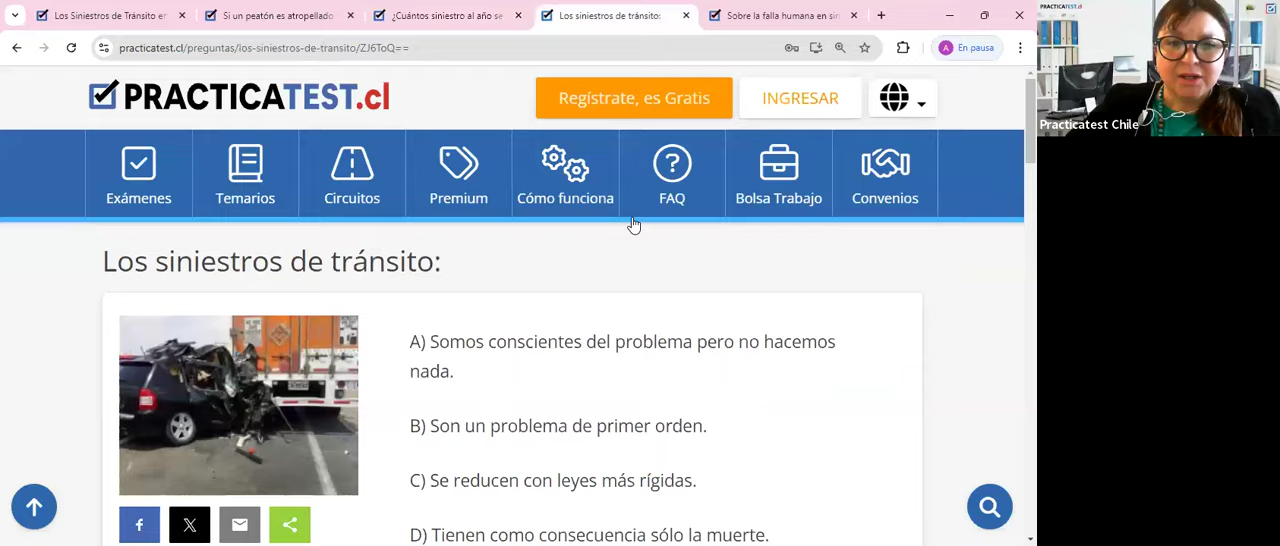 Los Siniestros de Tránsito en
Si un peatón es atropellado
¿Cuántos siniestro al año se
Los siniestros de tránsito:
Sobre la falla humana en sin
practicatest.cl/preguntas/los-siniestros-de-transito/ZJ6ToQ==
A
En pausa
PRACTICATEST.cl
Regístrate, es Gratis
INGRESAR
Exámenes
Temarios
Circuitos
Premium
Cómo funciona
FAQ
Bolsa Trabajo
Convenios
Los siniestros de tránsito:
A) Somos conscientes del problema pero no hacemos
nada.
B) Son un problema de primer orden.
C) Se reducen con leyes más rígidas.
D) Tienen como consecuencia sólo la muerte.
PRACTICATEST.cl
Practicatest Chile